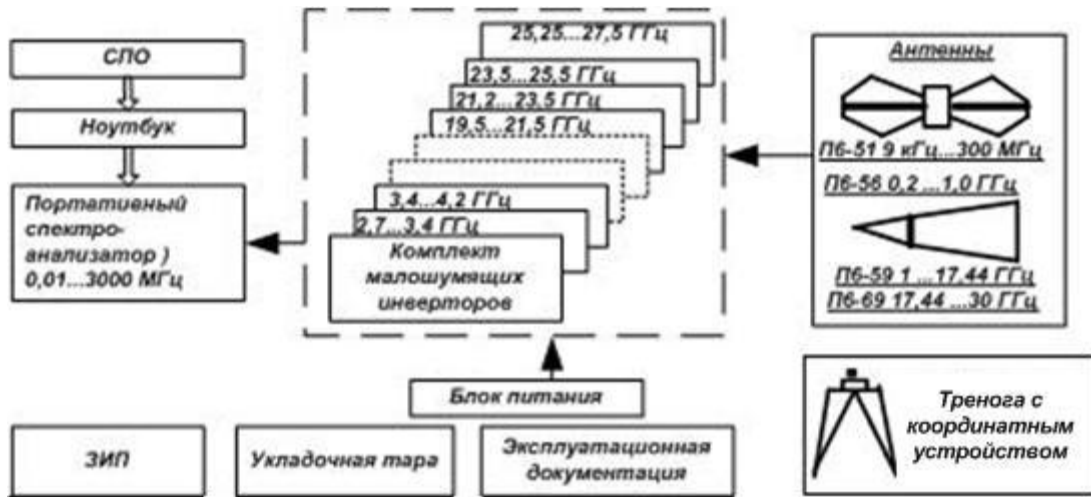 СПО
Ноутбук
Портативный
спектро-
анализатор )
0,01...3000 МГц
25,25...27,5 ГГц
23,5...25,5 ГГц
21,2...23.5 ГГц
19,5...21,5 ГГц
3,4...4,2 ГГц
2,7...3,4 ГГц
Комплект
малошумящих
инверторов
Антенны
П6-51 9 кГц...300 МГц
П6-56 0,2 ...1,0 ГГц
П6-59 1 ...17,44 ГГц
П6-69 17,44 ...30 ГГц
Блок питания
ЗИП
Укладочная тара
Эксплуатационная
документация
Тренога с
координатным
устройством